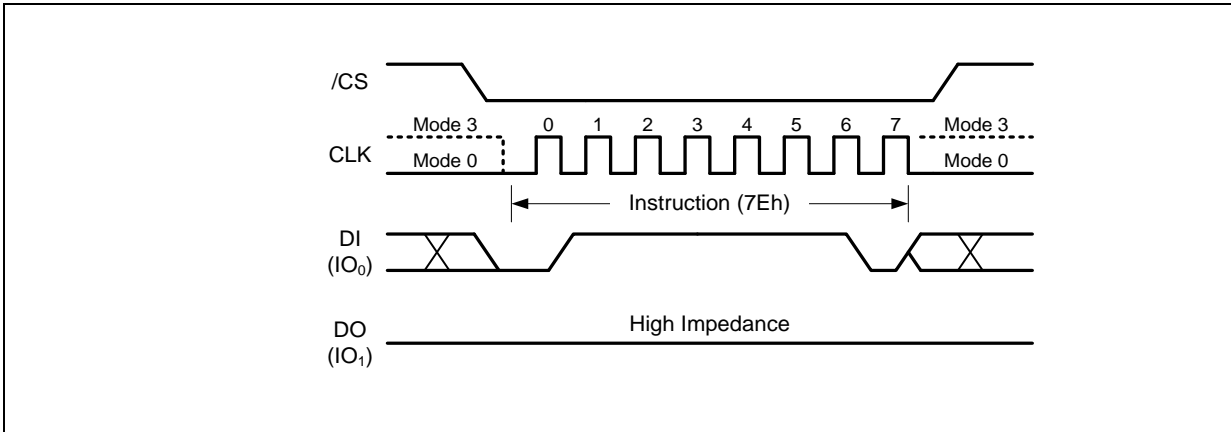 /CS
Mode 3 0 1 2 3 4 5 6 7 Mode 3
CLK
Mode 0 Mode 0
Instruction (7Eh)
DI
(IO₀)
High Impedance
DO
(IO₁)